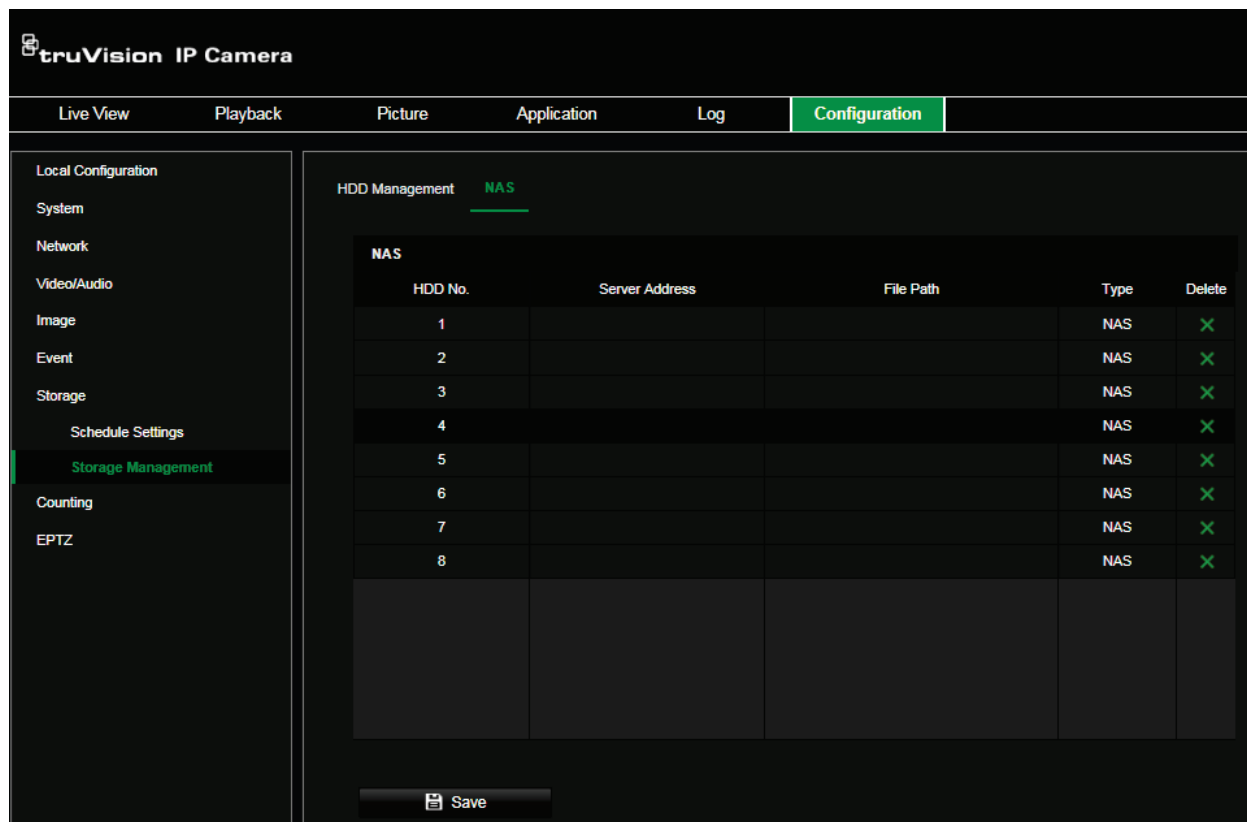 truVision IP Camera
Live View Playback Picture Application Log Configuration
Local Configuration
System
Network
Video/Audio
Image
Event
Storage
Schedule Settings
Storage Management
Counting
EPTZ
HDD Management NAS
NAS
HDD No. Server Address File Path Type Delete
1 NAS
2 NAS
3 NAS
4 NAS
5 NAS
6 NAS
7 NAS
8 NAS
Save